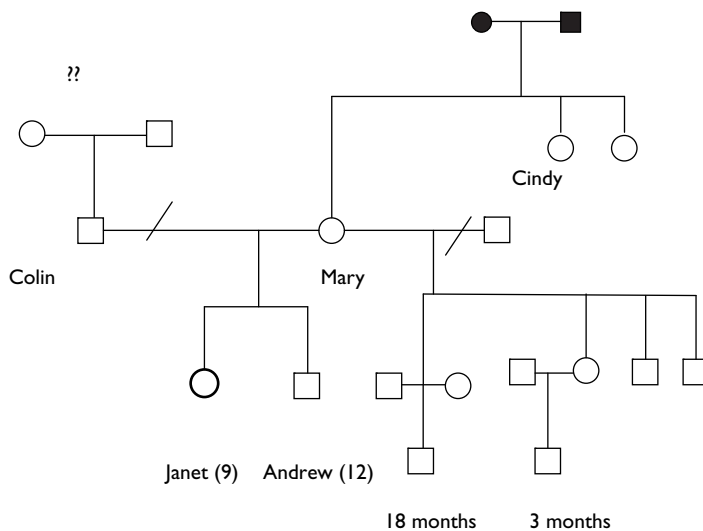 ??
Cindy
Colin
Mary
Janet (9)
Andrew (12)
18 months
3 months